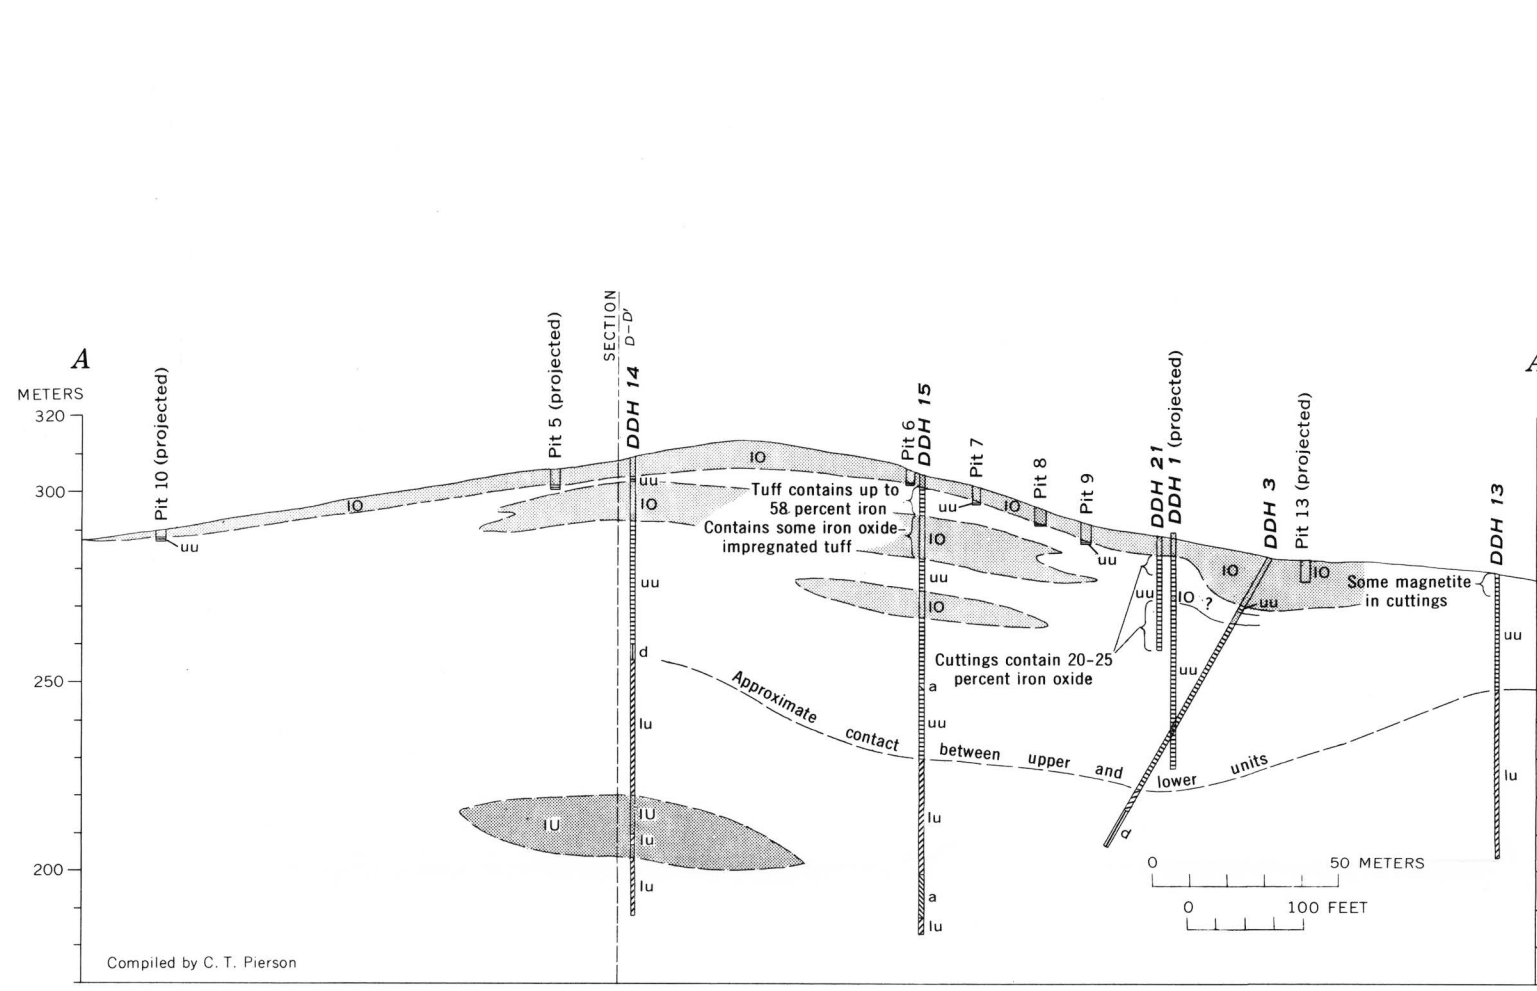 SECTION
D–D'
A
A
METERS
320
300
250
200
Pit 10 (projected)
Pit 5 (projected)
DDH 14
Pit 6
DDH 15
Pit 7
Pit 8
Pit 9
DDH 21
DDH 1 (projected)
DDH 3
Pit 13 (projected)
DDH 13
IO
IO
IO
uu
uu
IO
uu
d
lu
IU
IU
lu
lu
Tuff contains up to
58 percent iron
Contains some iron oxide
impregnated tuff
uu
IO
uu
IO
a
uu
lu
a
lu
uu
uu
IO ?
uu
IO
IO
uu
Some magnetite
in cuttings
uu
lu
Cuttings contain 20–25
percent iron oxide
Approximate contact between upper and lower units
d
0 50 METERS
0 100 FEET
Compiled by C. T. Pierson